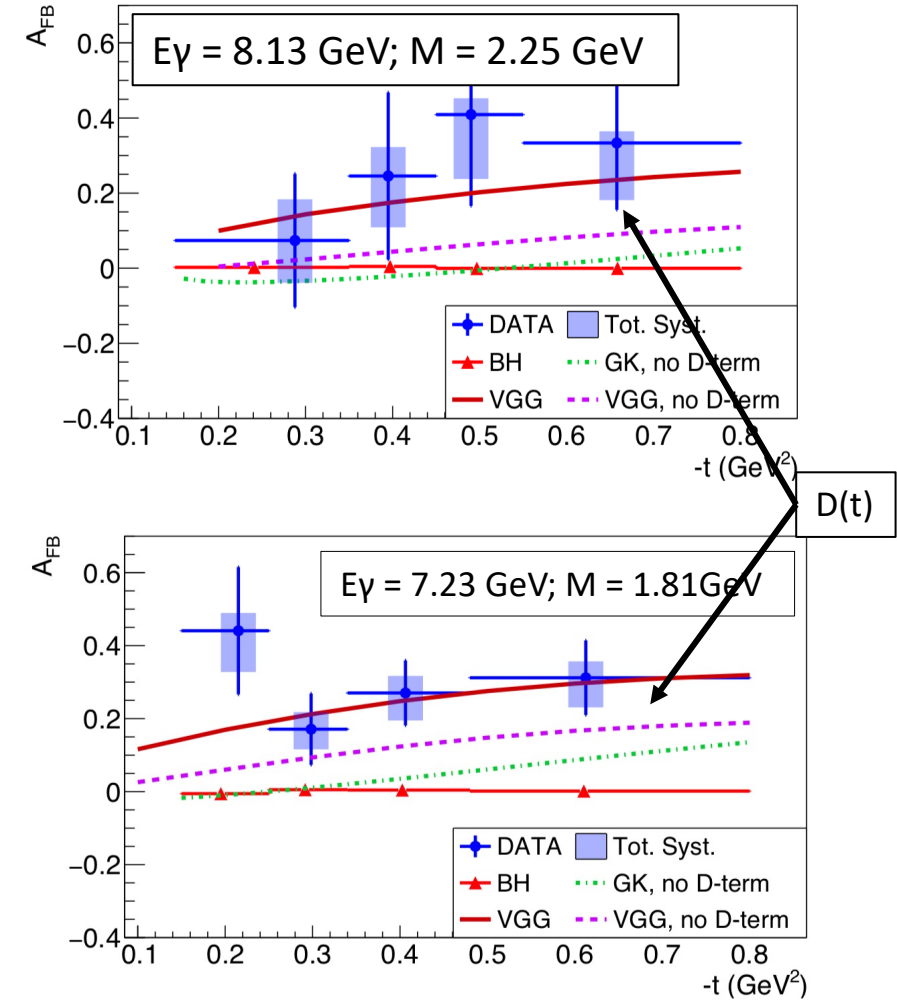 A_FB
Eγ = 8.13 GeV; M = 2.25 GeV
0.6
0.4
0.2
0
−0.2
−0.4
DATA Tot. Syst.
BH GK, no D-term
VGG VGG, no D-term
0.1 0.2 0.3 0.4 0.5 0.6 0.7 0.8
-t (GeV²)
D(t)
A_FB
Eγ = 7.23 GeV; M = 1.81GeV
0.6
0.4
0.2
0
−0.2
−0.4
DATA Tot. Syst.
BH GK, no D-term
VGG VGG, no D-term
0.1 0.2 0.3 0.4 0.5 0.6 0.7 0.8
-t (GeV²)